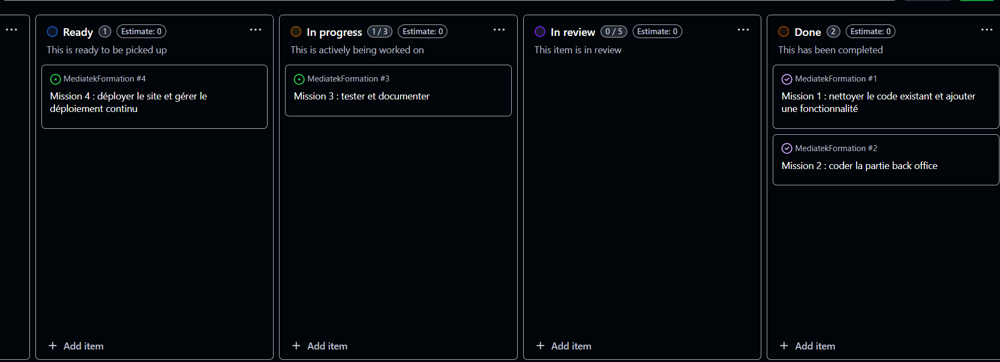 Ready 1 Estimate: 0
This is ready to be picked up
MediatekFormation #4
Mission 4 : déployer le site et gérer le
déploiement continu
+ Add item
In progress 1 / 3 Estimate: 0
This is actively being worked on
MediatekFormation #3
Mission 3 : tester et documenter
+ Add item
In review 0 / 5 Estimate: 0
This item is in review
+ Add item
Done 2 Estimate: 0
This has been completed
MediatekFormation #1
Mission 1 : nettoyer le code existant et ajouter
une fonctionnalité
MediatekFormation #2
Mission 2 : coder la partie back office
+ Add item